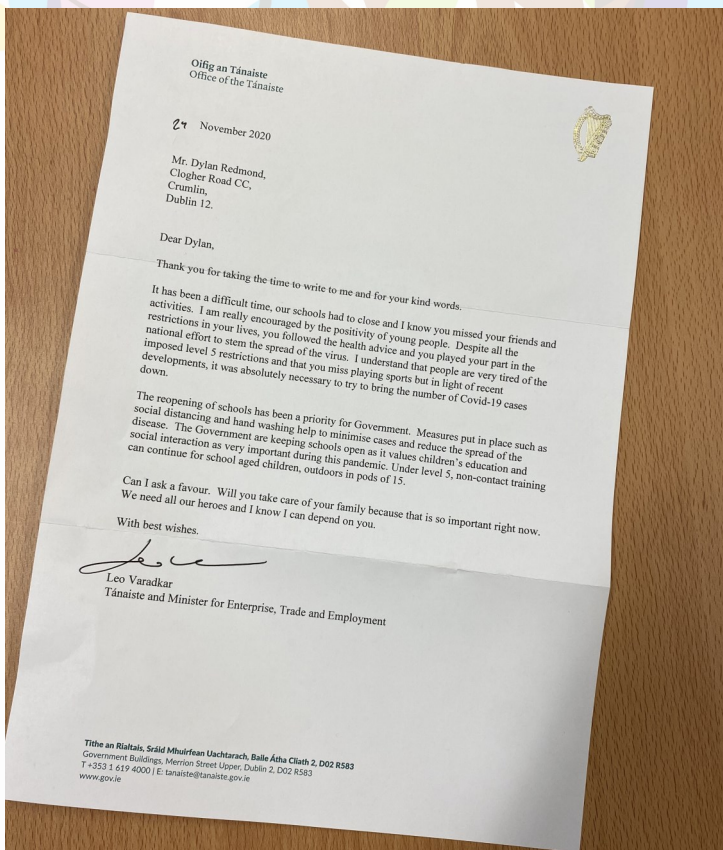 Oifig an Tánaiste
Office of the Tánaiste
November 2020
Mr. Dylan Redmond,
Clogher Road CC,
Crumlin,
Dublin 12.
Dear Dylan,
Thank you for taking the time to write to me and for your kind words.
It has been a difficult time, our schools had to close and I know you missed your friends and
activities. I am really encouraged by the positivity of young people. Despite all the
restrictions in your lives, you followed the health advice and you played your part in the
national effort to stem the spread of the virus. I understand that people are very tired of the
imposed level 5 restrictions and that you miss playing sports but in light of recent
developments, it was absolutely necessary to try to bring the number of Covid-19 cases
down.
The reopening of schools has been a priority for Government. Measures put in place such as
social distancing and hand washing help to minimise cases and reduce the spread of the
disease. The Government are keeping schools open as it values children's education and
social interaction as very important during this pandemic. Under level 5, non-contact training
can continue for school aged children, outdoors in pods of 15.
Can I ask a favour. Will you take care of your family because that is so important right now.
We need all our heroes and I know I can depend on you.
With best wishes.
Leo Varadkar
Tánaiste and Minister for Enterprise, Trade and Employment
Tithe an Rialtais, Sráid Mhuirfean Uachtarach, Baile Átha Cliath 2, D02 R583
Government Buildings, Merrion Street Upper, Dublin 2, D02 R583
T +353 1 619 4000 | E: tanaiste@tanaiste.gov.ie
www.gov.ie